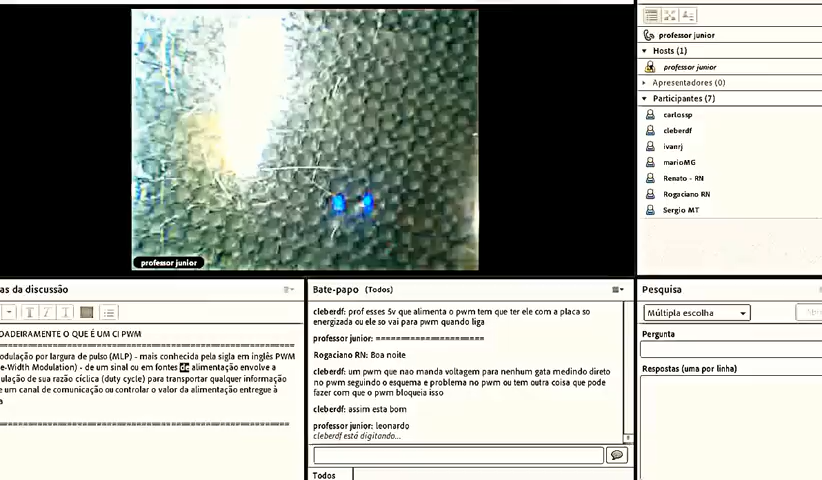 professor junior
professor junior
Hosts (1)
professor junior
Apresentadores (0)
Participantes (7)
carlossp
cleberdf
ivanrj
marioMG
Renato - RN
Rogaciano RN
Sergio MT
as da discussão
DADEIRAMENTE O QUE É UM CI PWM
==================================================
odulação por largura de pulso (MLP) - mais conhecida pela sigla em inglês PWM
e-Width Modulation) - de um sinal ou em fontes de alimentação envolve a
ulação de sua razão cíclica (duty cycle) para transportar qualquer informação
e um canal de comunicação ou controlar o valor da alimentação entregue à
a
==================================================
Bate-papo (Todos)
cleberdf: prof esses 5v que alimenta o pwm tem que ter ele com a placa so
energizada ou ele so vai para pwm quando liga
professor junior: ======================
Rogaciano RN: Boa noite
cleberdf: um pwm que nao manda voltagem para nenhum gata medindo direto
no pwm seguindo o esquema e problema no pwm ou tem outra coisa que pode
fazer com que o pwm bloqueia isso
cleberdf: assim esta bom
professor junior: leonardo
cleberdf está digitando...
Todos
Pesquisa
Múltipla escolha
Pergunta
Respostas (uma por linha)